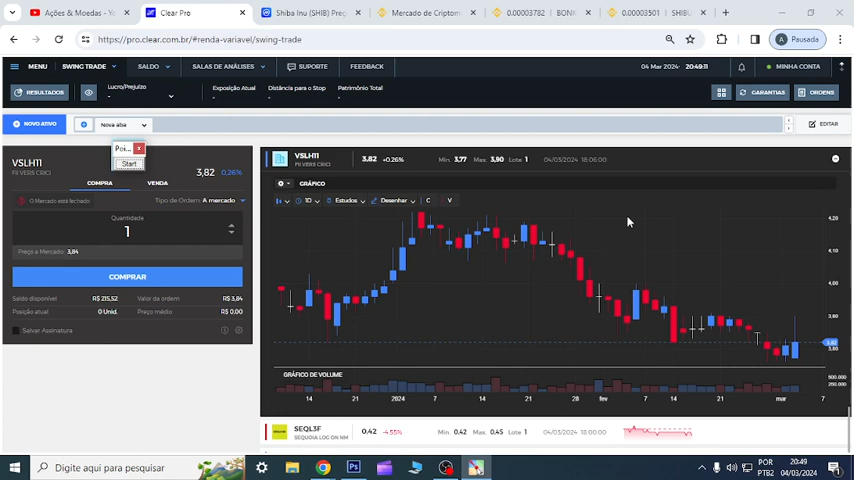 Ações & Moedas - Yo
Clear Pro
Shiba Inu (SHIB) Preç
Mercado de Criptom
0.00003782 | BONK
0.00003501 | SHIBU
https://pro.clear.com.br/#renda-variavel/swing-trade
A
Pausada
MENU
SWING TRADE
SALDO
SALAS DE ANÁLISES
SUPORTE
FEEDBACK
04 Mar 2024 - 20:49:11
MINHA CONTA
RESULTADOS
Lucro/Prejuízo
-
Exposição Atual
-
Distância para o Stop
-
Patrimônio Total
-
GARANTIAS
ORDENS
NOVO ATIVO
Nova aba
EDITAR
Poi...
Start
VSLH11
FII VERS CRICI
3,82 0,26%
COMPRA
VENDA
O Mercado está fechado
Tipo de Ordem: A mercado
Quantidade
1
Preço a Mercado: 3,84
COMPRAR
Saldo disponível R$ 215,52
Valor da ordem R$ 3,84
Posição atual 0 Unid.
Preço médio R$ 0,00
Salvar Assinatura
VSLH11
FII VERS CRICI
3,82 +0,26%
Min. 3,77
Max. 3,90
Lote 1
04/03/2024 18:06:00
GRÁFICO
1D
Estudos
Desenhar
C
V
4,20
4,10
4,00
3,90
3,82
3,80
GRÁFICO DE VOLUME
500.000
250.000
14 21 2024 7 14 21 28 fev 7 14 21 mar 7
SEQL3F
SEQUOIA LOG ON NM
0,42 -4.55%
Min. 0,42
Max. 0,45
Lote 1
04/03/2024 18:00:00
Digite aqui para pesquisar
Ps
POR
PTB2
20:49
04/03/2024
1